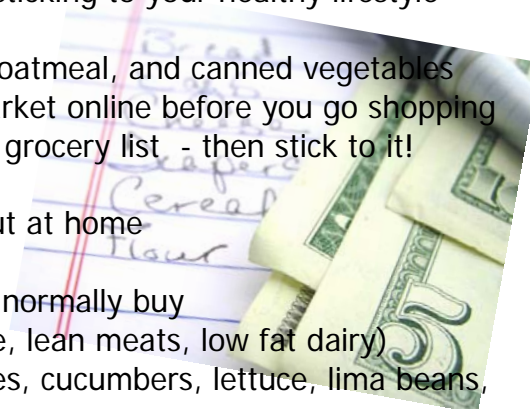 sticking to your healthy lifestyle
Bread
oatmeal, and canned vegetables
rket online before you go shopping
grocery list - then stick to it!
Cereal
ut at home
Flour
normally buy
e, lean meats, low fat dairy)
5
es, cucumbers, lettuce, lima beans,